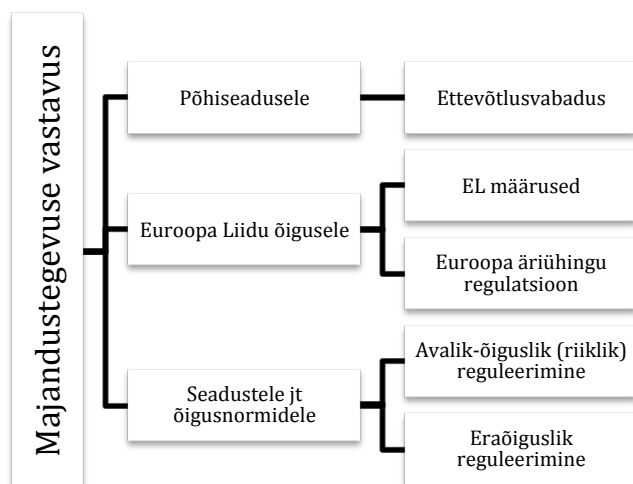 Majandustegevuse vastavus
Põhiseadusele
Ettevõtlusvabadus
Euroopa Liidu õigusele
EL määrused
Euroopa äriühingu
regulatsioon
Seadustele jt
õigusnormidele
Avalik-õiguslik (riiklik)
reguleerimine
Eraõiguslik
reguleerimine